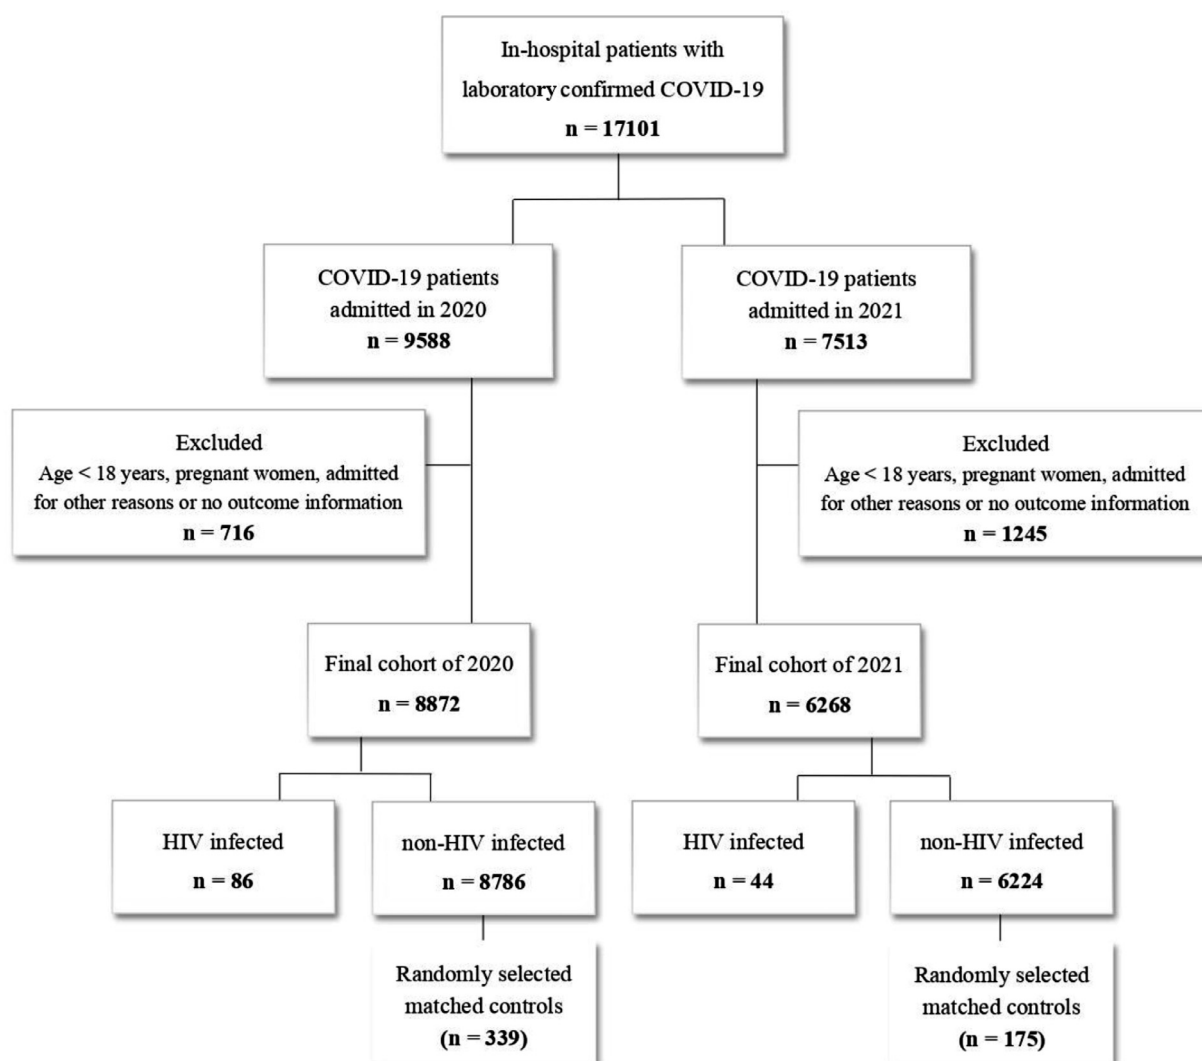 In-hospital patients with
laboratory confirmed COVID-19
n = 17101
COVID-19 patients
admitted in 2020
n = 9588
COVID-19 patients
admitted in 2021
n = 7513
Excluded
Age < 18 years, pregnant women, admitted
for other reasons or no outcome information
n = 716
Excluded
Age < 18 years, pregnant women, admitted
for other reasons or no outcome information
n = 1245
Final cohort of 2020
n = 8872
Final cohort of 2021
n = 6268
HIV infected
n = 86
non-HIV infected
n = 8786
HIV infected
n = 44
non-HIV infected
n = 6224
Randomly selected
matched controls
(n = 339)
Randomly selected
matched controls
(n = 175)